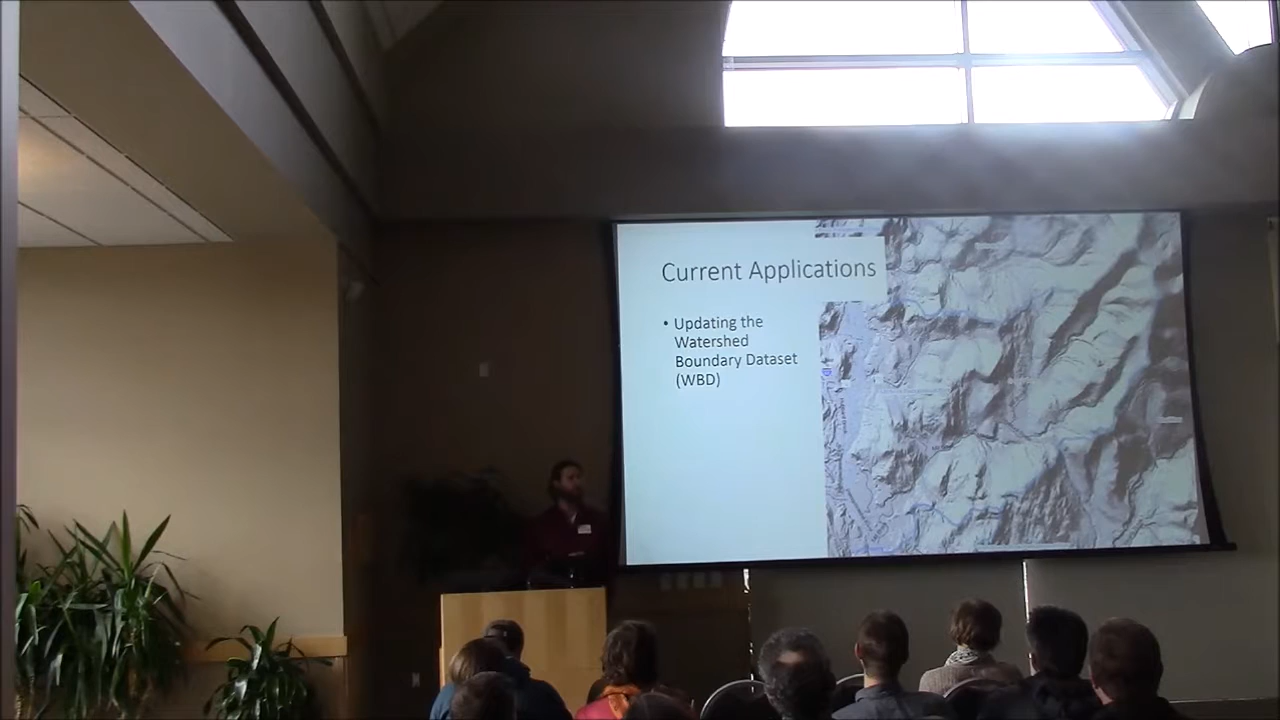 Current Applications
• Updating the
Watershed
Boundary Dataset
(WBD)